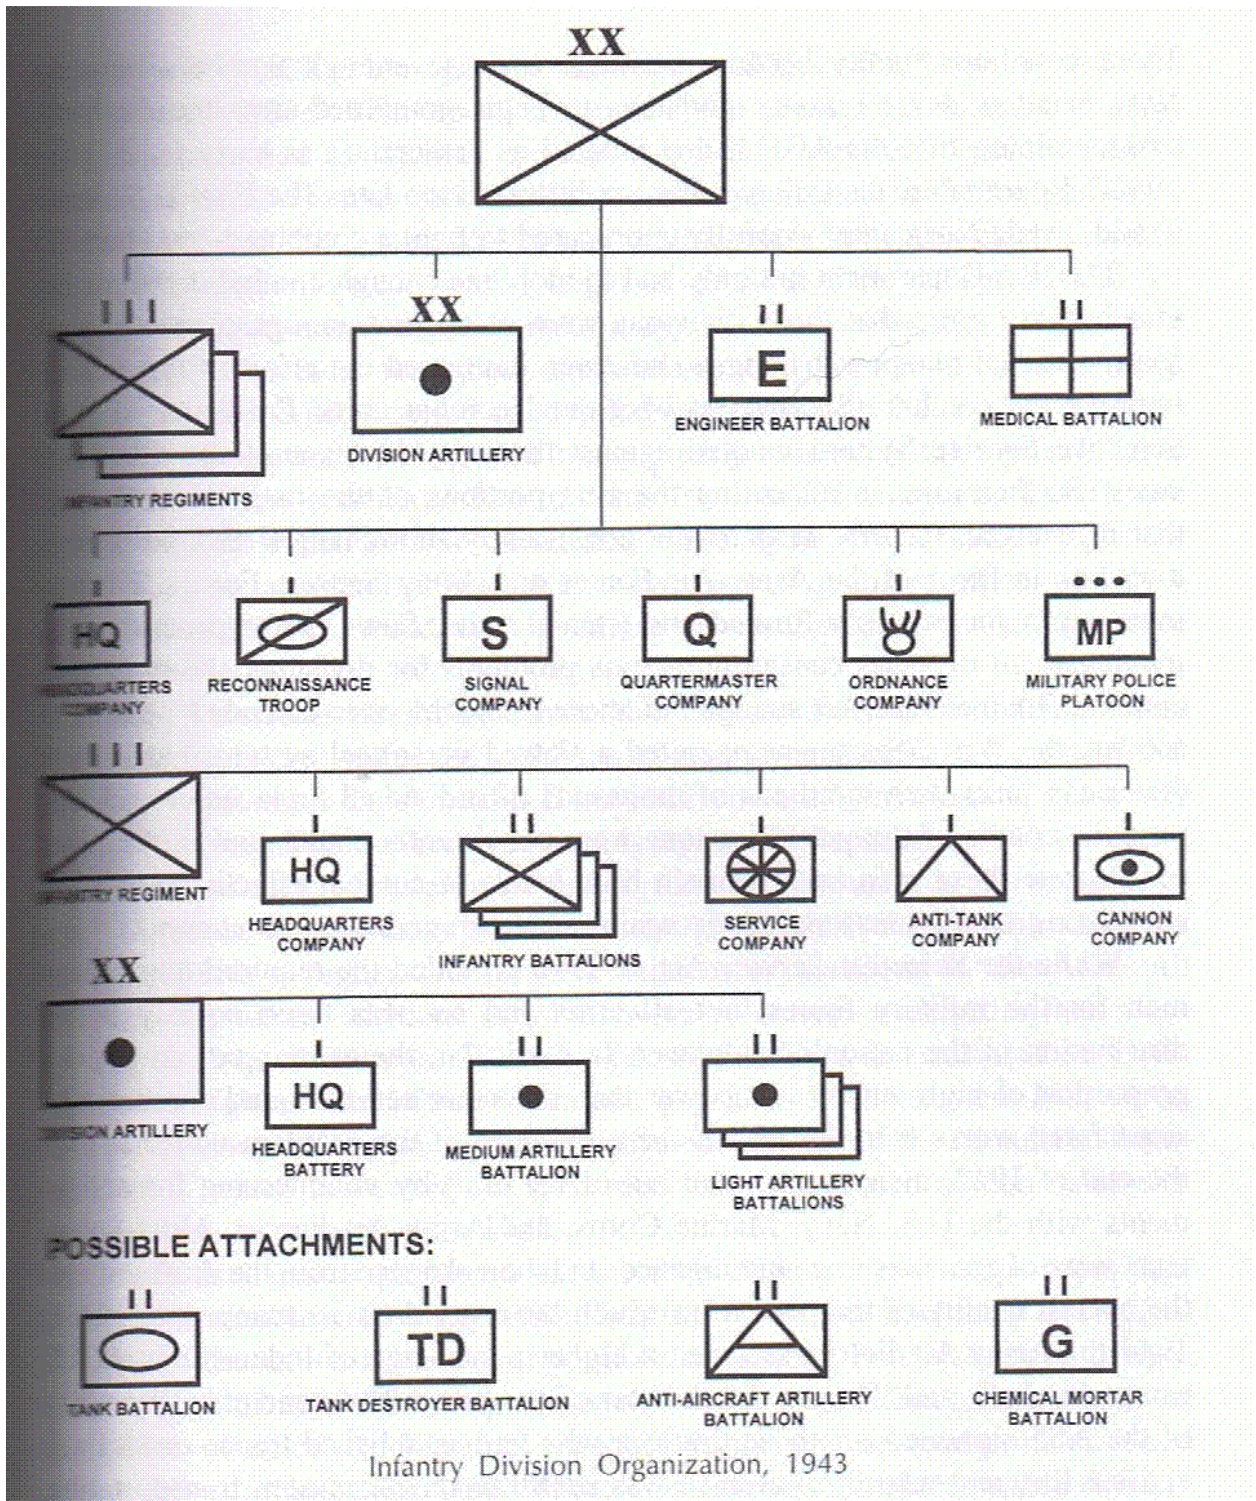 XX
III
XX
II
E
II
INFANTRY REGIMENTS
DIVISION ARTILLERY
ENGINEER BATTALION
MEDICAL BATTALION
I
HQ
I
I
S
I
Q
I
•••
MP
HEADQUARTERS
COMPANY
RECONNAISSANCE
TROOP
SIGNAL
COMPANY
QUARTERMASTER
COMPANY
ORDNANCE
COMPANY
MILITARY POLICE
PLATOON
III
INFANTRY REGIMENT
I
HQ
HEADQUARTERS
COMPANY
II
INFANTRY BATTALIONS
I
SERVICE
COMPANY
I
ANTI-TANK
COMPANY
I
CANNON
COMPANY
XX
DIVISION ARTILLERY
I
HQ
HEADQUARTERS
BATTERY
II
MEDIUM ARTILLERY
BATTALION
II
LIGHT ARTILLERY
BATTALIONS
POSSIBLE ATTACHMENTS:
II
TANK BATTALION
II
TD
TANK DESTROYER BATTALION
II
ANTI-AIRCRAFT ARTILLERY
BATTALION
II
G
CHEMICAL MORTAR
BATTALION
Infantry Division Organization, 1943